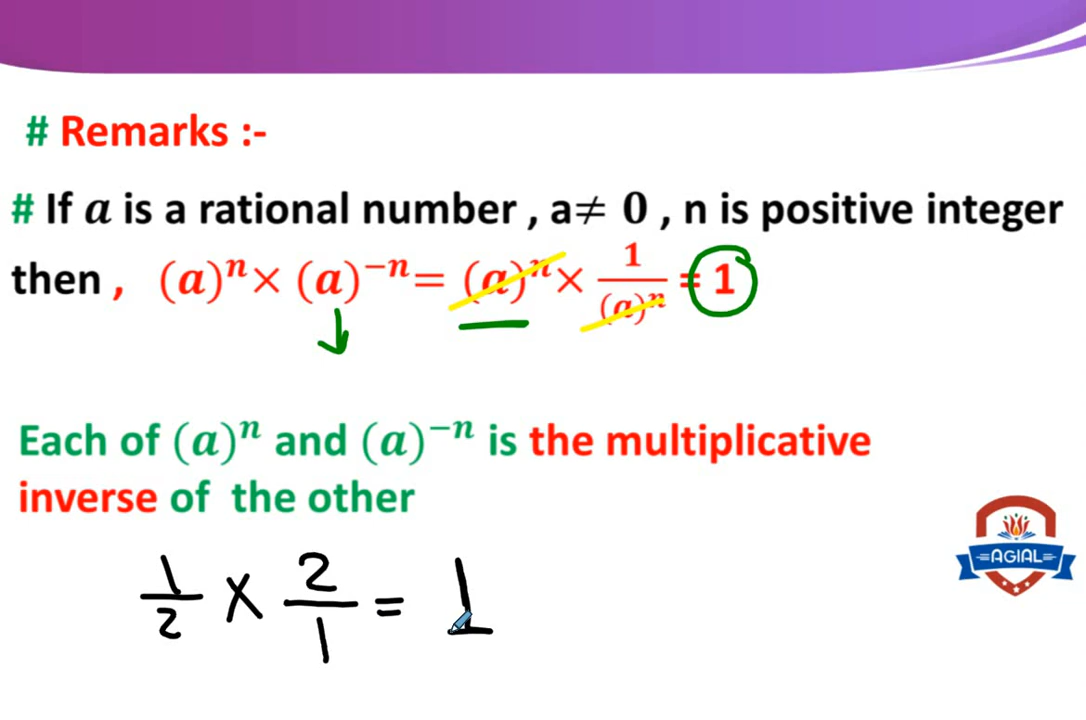 # Remarks :-
# If a is a rational number , a≠ 0 , n is positive integer
then , (a)ⁿ× (a)⁻ⁿ= (a)ⁿ× 1/(a)ⁿ = 1
Each of (a)ⁿ and (a)⁻ⁿ is the multiplicative
inverse of the other
=AGIAL=
1/2 × 2/1 = 1